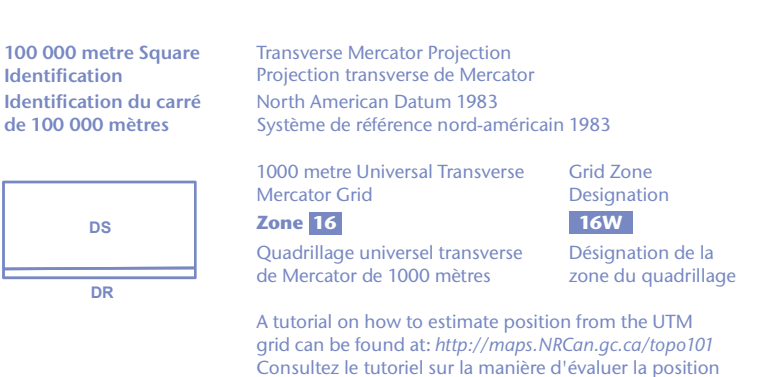 100 000 metre Square
Identification
Identification du carré
de 100 000 mètres
DS
DR
Transverse Mercator Projection
Projection transverse de Mercator
North American Datum 1983
Système de référence nord-américain 1983
1000 metre Universal Transverse
Mercator Grid
Zone 16
Quadrillage universel transverse
de Mercator de 1000 mètres
Grid Zone
Designation
16W
Désignation de la
zone du quadrillage
A tutorial on how to estimate position from the UTM
grid can be found at: http://maps.NRCan.gc.ca/topo101
Consultez le tutoriel sur la manière d'évaluer la position